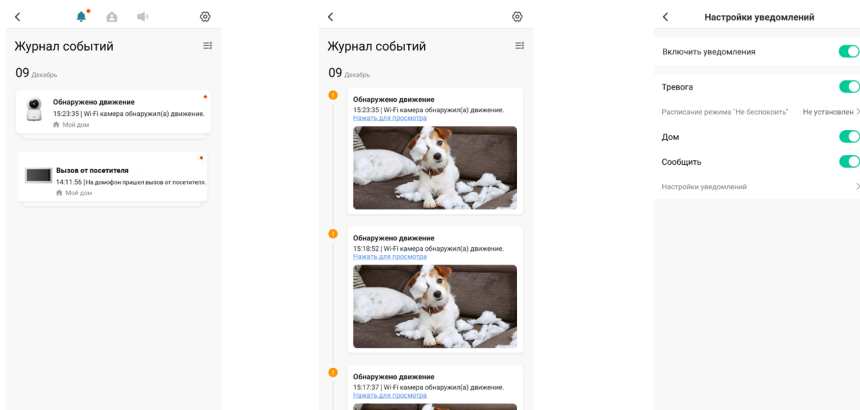 Журнал событий
09 Декабрь
Обнаружено движение
15:23:35 | Wi-Fi камера обнаружил(а) движение.
Мой дом
Вызов от посетителя
14:11:56 |На домофон пришел вызов от посетителя.
Мой дом
Журнал событий
09 Декабрь
Обнаружено движение
15:23:35 | Wi-Fi камера обнаружил(а) движение.
Нажать для просмотра
Обнаружено движение
15:18:52 | Wi-Fi камера обнаружил(а) движение.
Нажать для просмотра
Обнаружено движение
15:17:37 | Wi-Fi камера обнаружил(а) движение.
Нажать для просмотра
Настройки уведомлений
Включить уведомления
Тревога
Расписание режима "Не беспокоить" Не установлен
Дом
Сообщить
Настройки уведомлений